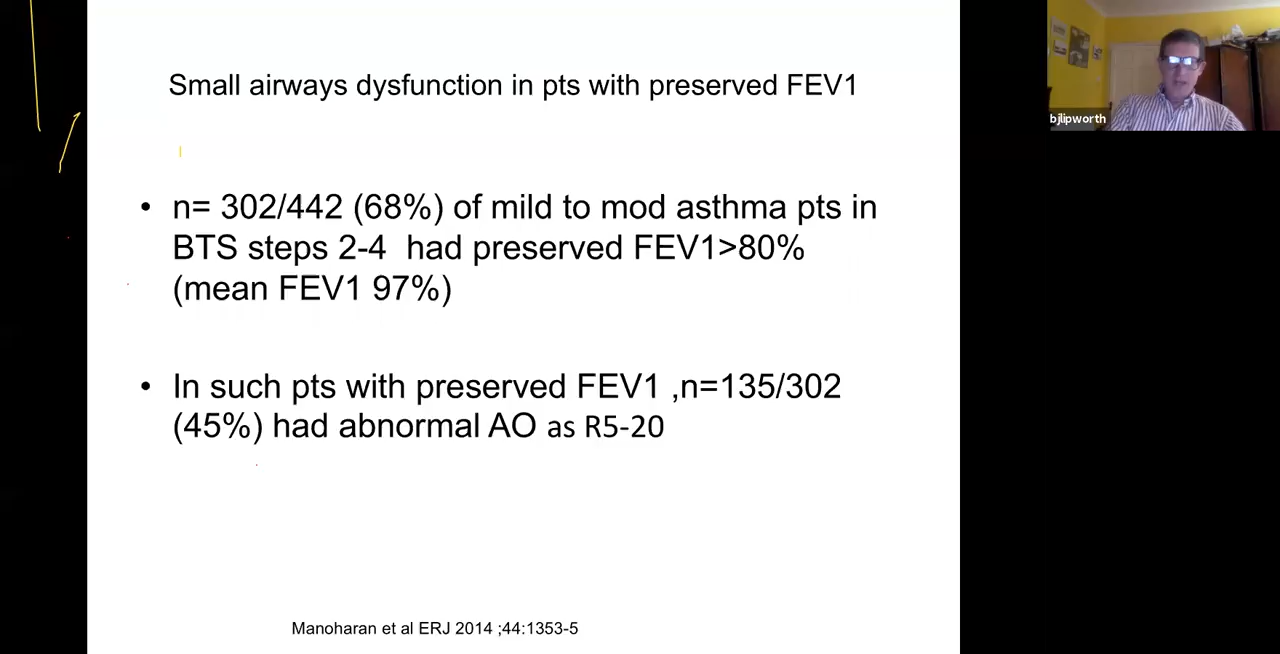 Small airways dysfunction in pts with preserved FEV1
bjlipworth
• n= 302/442 (68%) of mild to mod asthma pts in
BTS steps 2-4 had preserved FEV1>80%
(mean FEV1 97%)
• In such pts with preserved FEV1 ,n=135/302
(45%) had abnormal AO as R5-20
Manoharan et al ERJ 2014 ;44:1353-5